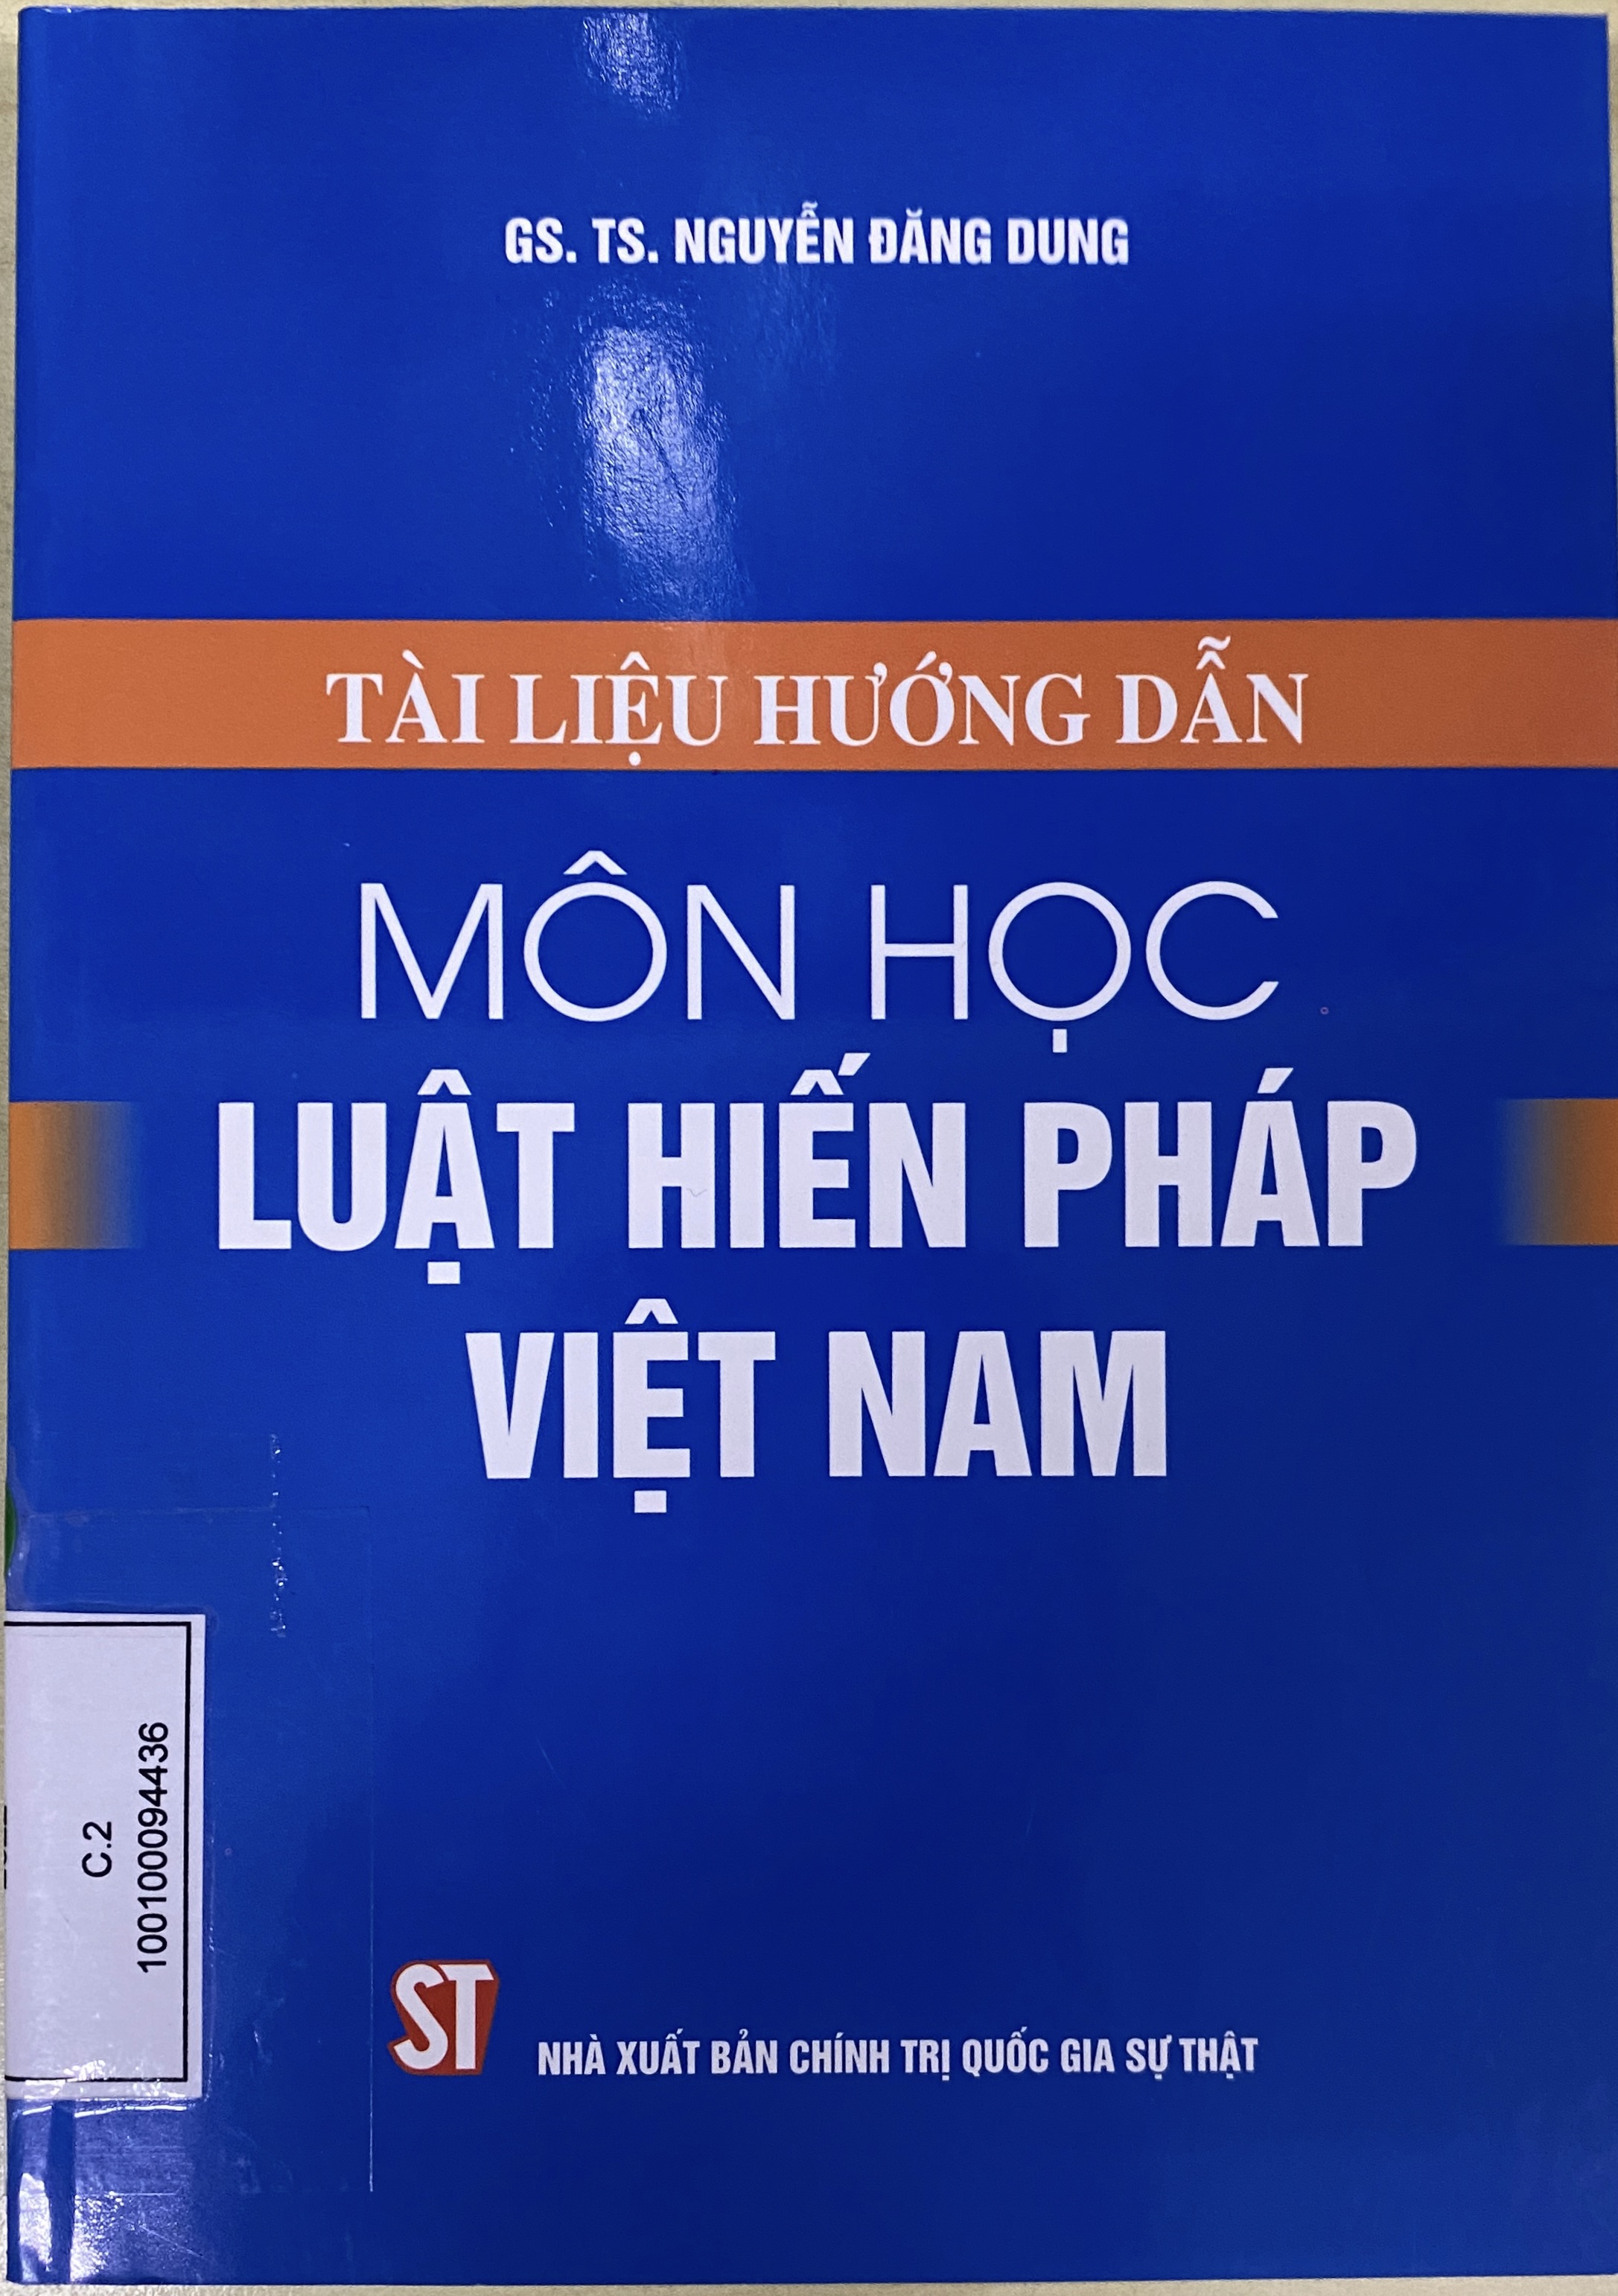 GS. TS. NGUYỄN ĐĂNG DUNG
TÀI LIỆU HƯỚNG DẪN
MÔN HỌC
LUẬT HIẾN PHÁP
VIỆT NAM
C.2
100100094436
ST
NHÀ XUẤT BẢN CHÍNH TRỊ QUỐC GIA SỰ THẬT